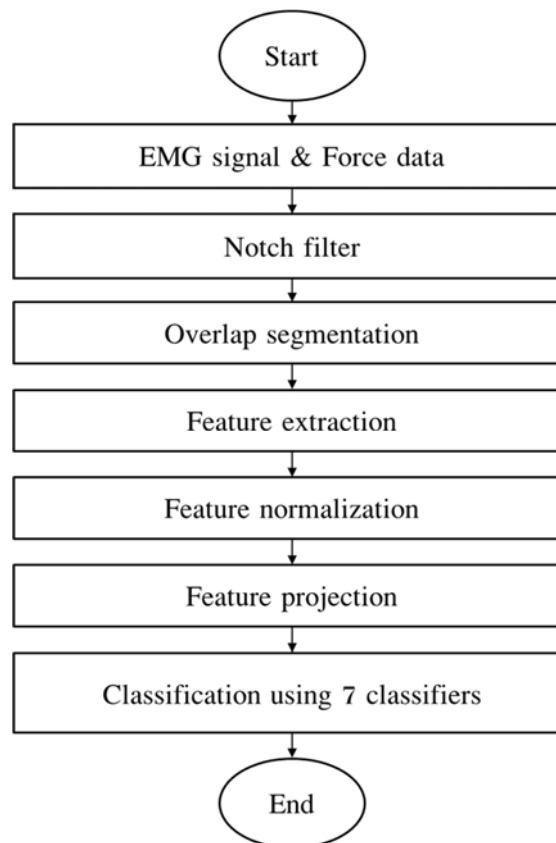 Start
EMG signal & Force data
Notch filter
Overlap segmentation
Feature extraction
Feature normalization
Feature projection
Classification using 7 classifiers
End